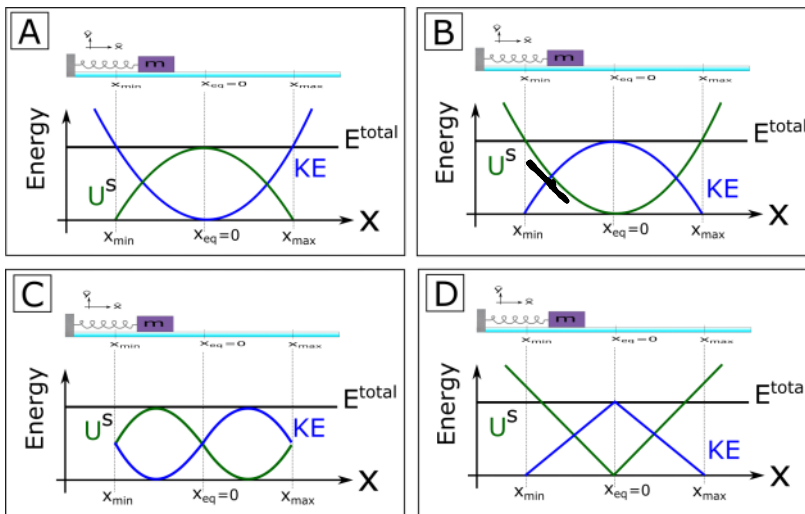 A
ŷ
x̂
m
x_min x_eq=0 x_max
Energy
E^total
U^S
KE
X
x_min x_eq=0 x_max
B
ŷ
x̂
m
x_min x_eq=0 x_max
Energy
E^total
U^S
KE
X
x_min x_eq=0 x_max
C
ŷ
x̂
m
x_min x_eq=0 x_max
Energy
E^total
U^S
KE
X
x_min x_eq=0 x_max
D
ŷ
x̂
m
x_min x_eq=0 x_max
Energy
E^total
U^S
KE
X
x_min x_eq=0 x_max